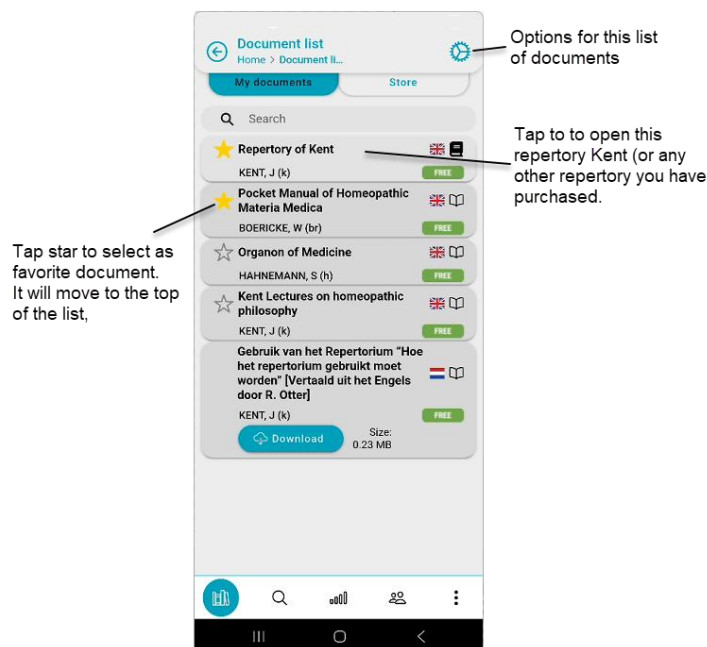 Document list
Home > Document li...
Options for this list
of documents
My documents
Store
Search
Repertory of Kent
KENT, J (k)
FREE
Tap to to open this
repertory Kent (or any
other repertory you have
purchased.
Pocket Manual of Homeopathic
Materia Medica
BOERICKE, W (br)
FREE
Tap star to select as
favorite document.
It will move to the top
of the list,
Organon of Medicine
HAHNEMANN, S (h)
FREE
Kent Lectures on homeopathic
philosophy
KENT, J (k)
FREE
Gebruik van het Repertorium "Hoe
het repertorium gebruikt moet
worden" [Vertaald uit het Engels
door R. Otter]
KENT, J (k)
FREE
Download
Size:
0.23 MB